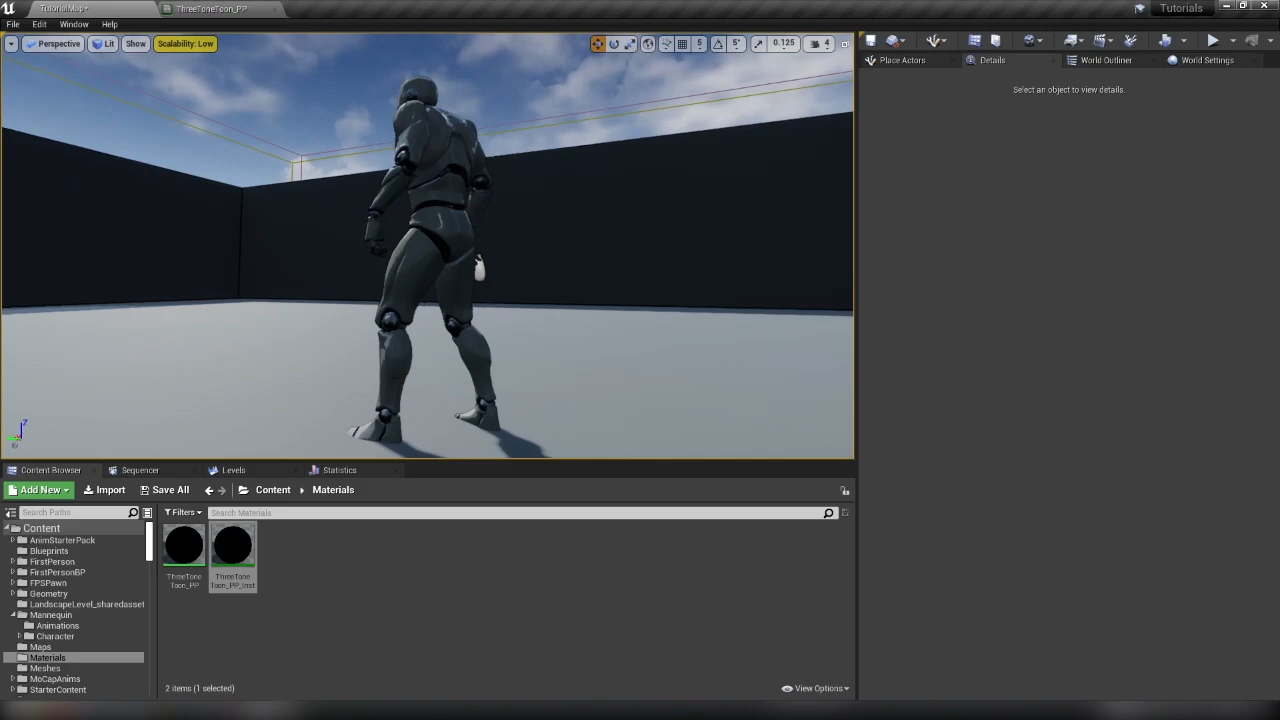 TutorialMap*
ThreeToneToon_PP
Tutorials
File Edit Window Help
Perspective Lit Show Scalability: Low
5 5° 0.125 4
Place Actors Details World Outliner World Settings
Select an object to view details.
Z
Content Browser Sequencer Levels Statistics
Add New Import Save All Content Materials
Search Paths
Filters Search Materials
Content
AnimStarterPack
Blueprints
FirstPerson
FirstPersonBP
FPSpawn
Geometry
LandscapeLevel_sharedasset
Mannequin
Animations
Character
Maps
Materials
Meshes
MoCapAnims
StarterContent
ThreeTone
Toon_PP
ThreeTone
Toon_PP_Inst
2 items (1 selected)
View Options